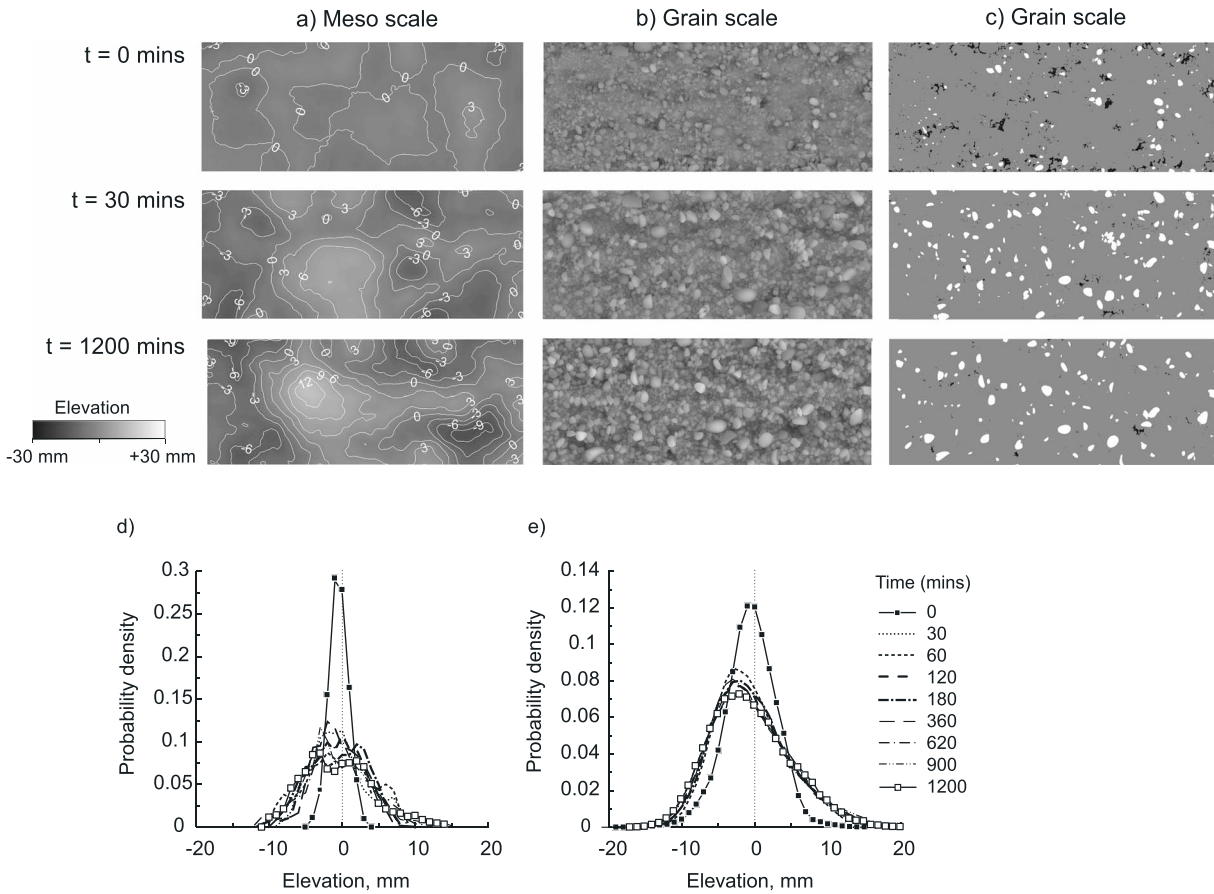 a) Meso scale
b) Grain scale
c) Grain scale
t = 0 mins
t = 30 mins
t = 1200 mins
Elevation
-30 mm
+30 mm
d)
e)
0.3
0.25
0.2
0.15
0.1
0.05
0
Probability density
-20
-10
0
10
20
Elevation, mm
0.14
0.12
0.10
0.08
0.06
0.04
0.02
0
Probability density
-20
-10
0
10
20
Elevation, mm
Time (mins)
0
30
60
120
180
360
620
900
1200